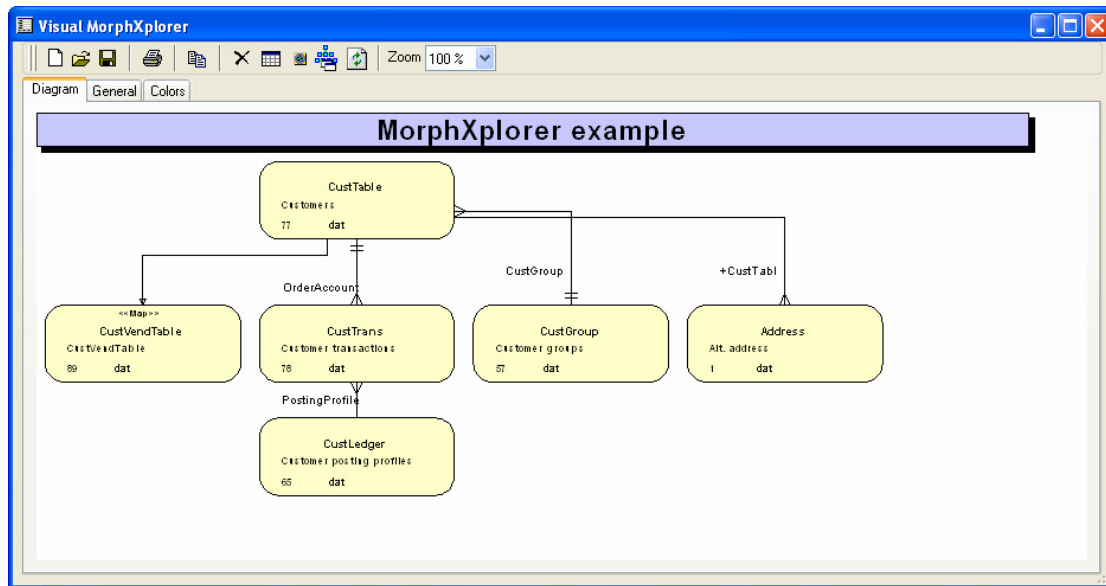 Visual MorphXplorer
Zoom 100 %
Diagram General Colors
MorphXplorer example
CustTable
Customers
77 dat
CustGroup
+CustTabl
OrderAccount
<<Map>>
CustVendTable
CustVendTable
89 dat
CustTrans
Customer transactions
78 dat
CustGroup
Customer groups
57 dat
Address
Alt. address
1 dat
PostingProfile
CustLedger
Customer posting profiles
65 dat